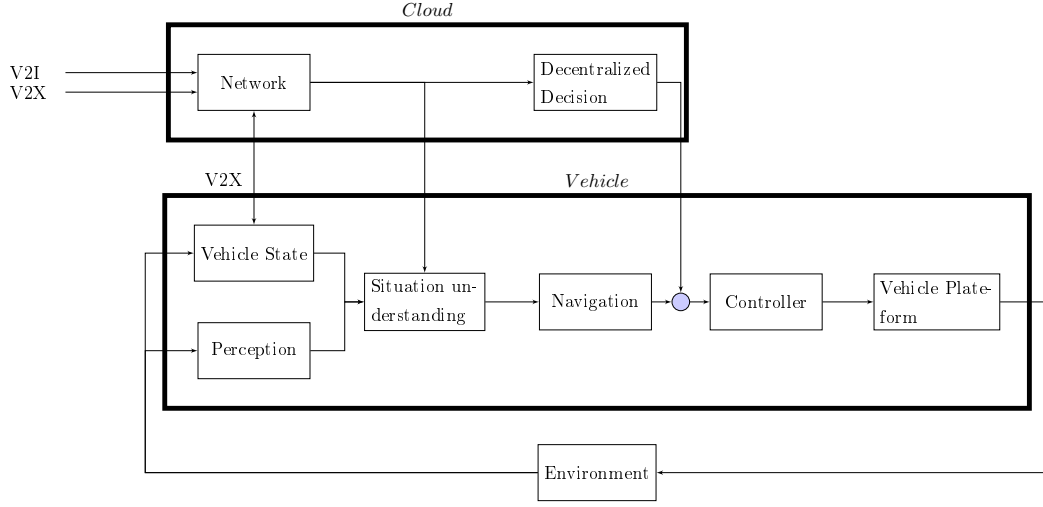 Cloud
V2I
V2X
Network
Decentralized
Decision
V2X
Vehicle
Vehicle State
Perception
Situation un-
derstanding
Navigation
Controller
Vehicle Plate-
form
Environment